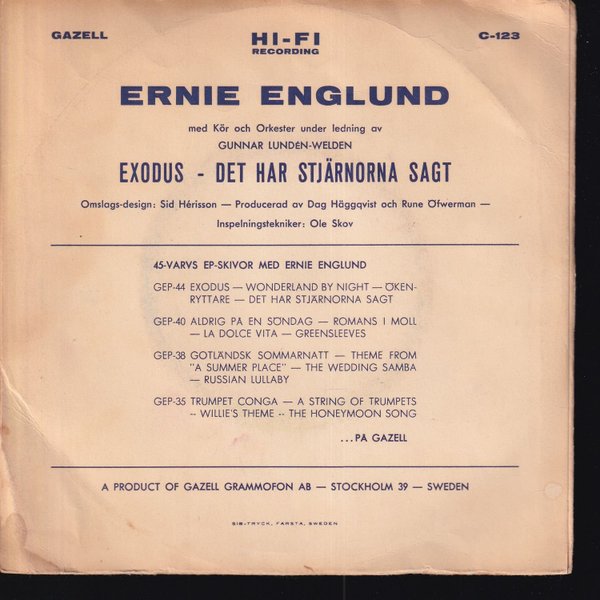 GAZELL HI-FI C-123
RECORDING
ERNIE ENGLUND
med Kör och Orkester under ledning av
GUNNAR LUNDÉN-WELDEN
EXODUS - DET HAR STJÄRNORNA SAGT
Omslags-design: Sid Hérisson — Producerad av Dag Häggqvist och Rune Öfwerman —
Inspelningstekniker: Ole Skov
45-VARVS EP-SKIVOR MED ERNIE ENGLUND
GEP-44 EXODUS — WONDERLAND BY NIGHT — ÖKEN-
RYTTARE — DET HAR STJÄRNORNA SAGT
GEP-40 ALDRIG PÅ EN SÖNDAG — ROMANS I MOLL
— LA DOLCE VITA — GREENSLEEVES
GEP-38 GOTLÄNDSK SOMMARNATT — THEME FROM
"A SUMMER PLACE" — THE WEDDING SAMBA
— RUSSIAN LULLABY
GEP-35 TRUMPET CONGA — A STRING OF TRUMPETS
-- WILLIE'S THEME -- THE HONEYMOON SONG
...PÅ GAZELL
A PRODUCT OF GAZELL GRAMMOFON AB — STOCKHOLM 39 — SWEDEN
SIB-TRYCK, FARSTA, SWEDEN